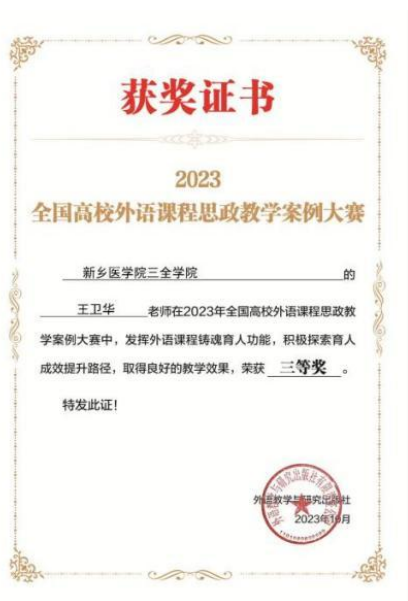 获奖证书
2023
全国高校外语课程思政教学案例大赛
新乡医学院三全学院 的
王卫华 老师在2023年全国高校外语课程思政教
学案例大赛中，发挥外语课程铸魂育人功能，积极探索育人
成效提升路径，取得良好的教学效果，荣获 三等奖 。
特发此证！
外语教学与研究出版社
2023年10月